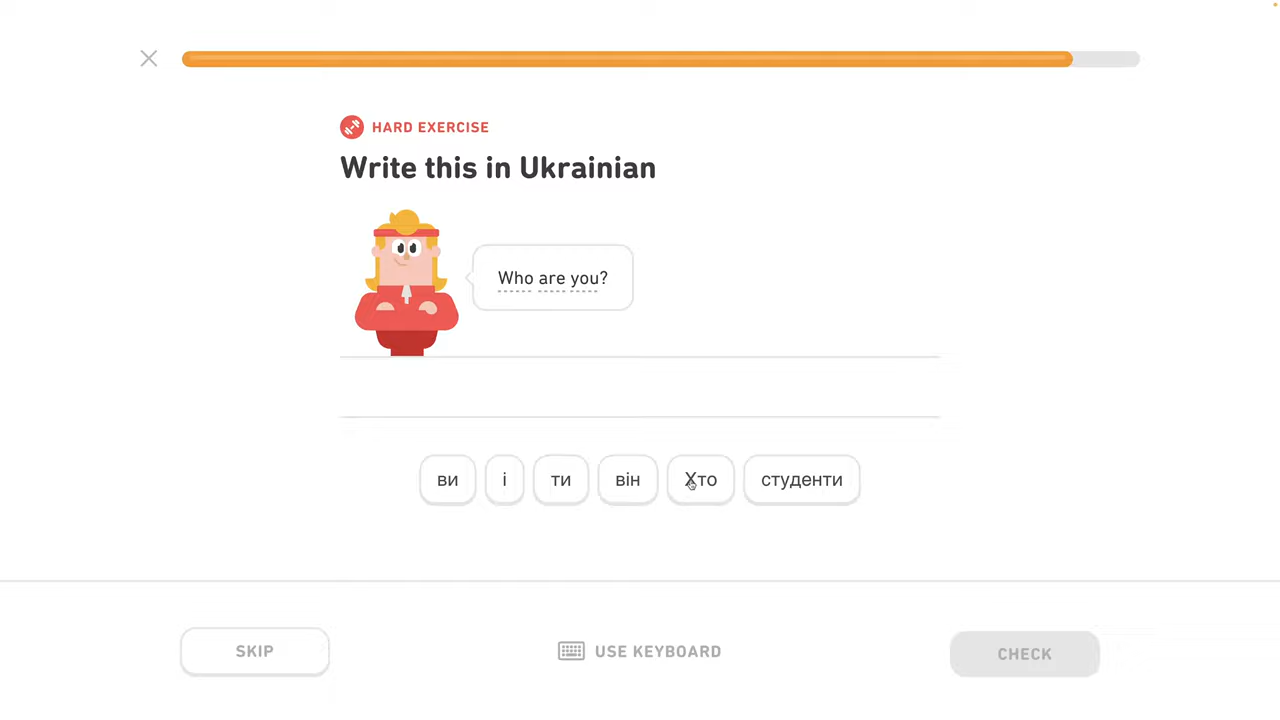 HARD EXERCISE
Write this in Ukrainian
Who are you?
ви і ти він Хто студенти
SKIP USE KEYBOARD CHECK